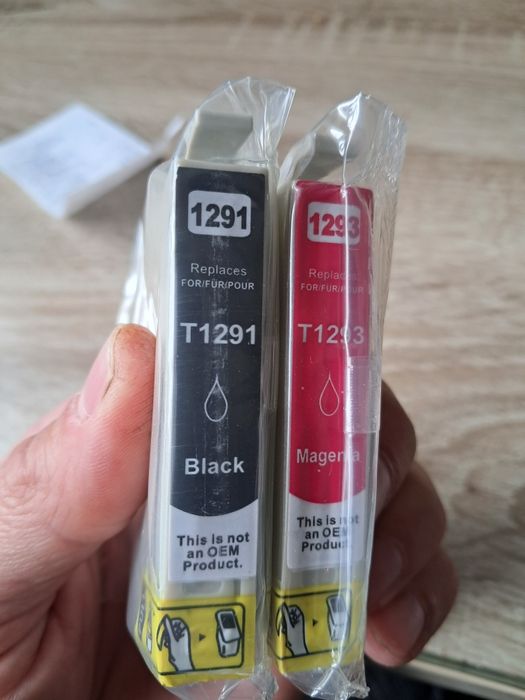 1291
Replaces
FOR/FÜR/POUR
T1291
Black
This is not
an OEM
Product.
1293
Replaces
FOR/FUR/POUR
T1293
Magenta
This is not
an OEM
Product.